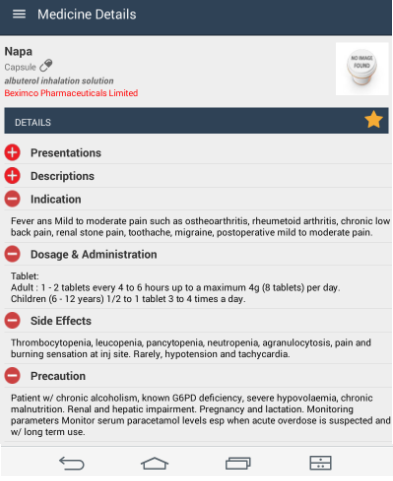 Medicine Details
Napa
Capsule
albuterol inhalation solution
Beximco Pharmaceuticals Limited
NO IMAGE
FOUND
DETAILS
Presentations
Descriptions
Indication
Fever ans Mild to moderate pain such as ostheoarthritis, rheumetoid arthritis, chronic low
back pain, renal stone pain, toothache, migraine, postoperative mild to moderate pain.
Dosage & Administration
Tablet:
Adult : 1 - 2 tablets every 4 to 6 hours up to a maximum 4g (8 tablets) per day.
Children (6 - 12 years) 1/2 to 1 tablet 3 to 4 times a day.
Side Effects
Thrombocytopenia, leucopenia, pancytopenia, neutropenia, agranulocytosis, pain and
burning sensation at inj site. Rarely, hypotension and tachycardia.
Precaution
Patient w/ chronic alcoholism, known G6PD deficiency, severe hypovolaemia, chronic
malnutrition. Renal and hepatic impairment. Pregnancy and lactation. Monitoring
parameters Monitor serum paracetamol levels esp when acute overdose is suspected and
w/ long term use.